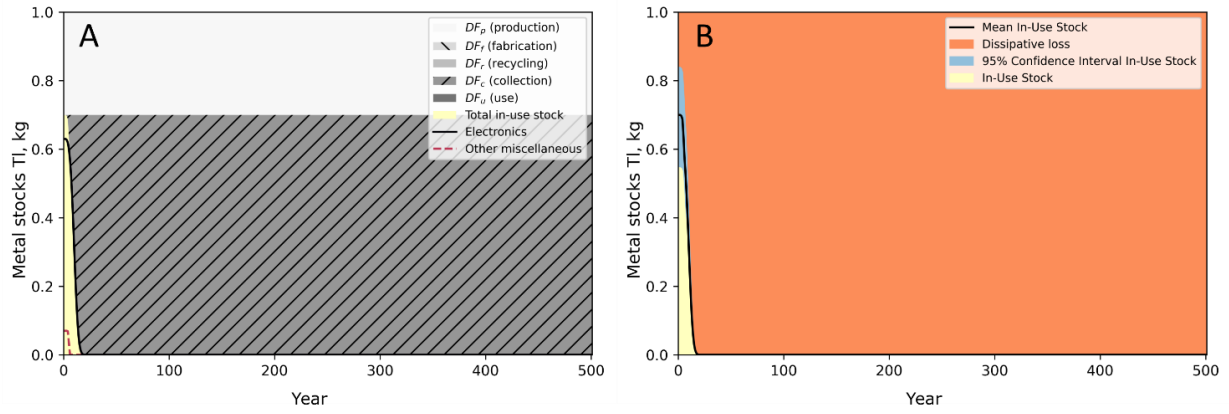 A
DF_p (production)
DF_f (fabrication)
DF_r (recycling)
DF_c (collection)
DF_u (use)
Total in-use stock
Electronics
Other miscellaneous
Metal stocks Tl, kg
1.0
0.8
0.6
0.4
0.2
0.0
0 100 200 300 400 500
Year
B
Mean In-Use Stock
Dissipative loss
95% Confidence Interval In-Use Stock
In-Use Stock
Metal stocks Tl, kg
1.0
0.8
0.6
0.4
0.2
0.0
0 100 200 300 400 500
Year